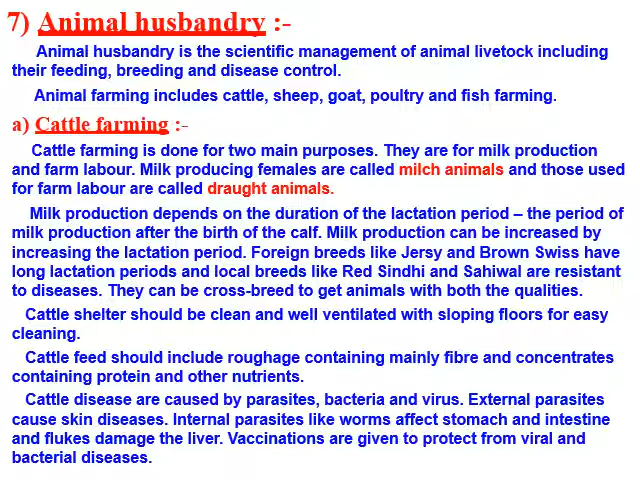 7) Animal husbandry :-
Animal husbandry is the scientific management of animal livetock including
their feeding, breeding and disease control.
Animal farming includes cattle, sheep, goat, poultry and fish farming.
a) Cattle farming :-
Cattle farming is done for two main purposes. They are for milk production
and farm labour. Milk producing females are called milch animals and those used
for farm labour are called draught animals.
Milk production depends on the duration of the lactation period – the period of
milk production after the birth of the calf. Milk production can be increased by
increasing the lactation period. Foreign breeds like Jersy and Brown Swiss have
long lactation periods and local breeds like Red Sindhi and Sahiwal are resistant
to diseases. They can be cross-breed to get animals with both the qualities.
Cattle shelter should be clean and well ventilated with sloping floors for easy
cleaning.
Cattle feed should include roughage containing mainly fibre and concentrates
containing protein and other nutrients.
Cattle disease are caused by parasites, bacteria and virus. External parasites
cause skin diseases. Internal parasites like worms affect stomach and intestine
and flukes damage the liver. Vaccinations are given to protect from viral and
bacterial diseases.